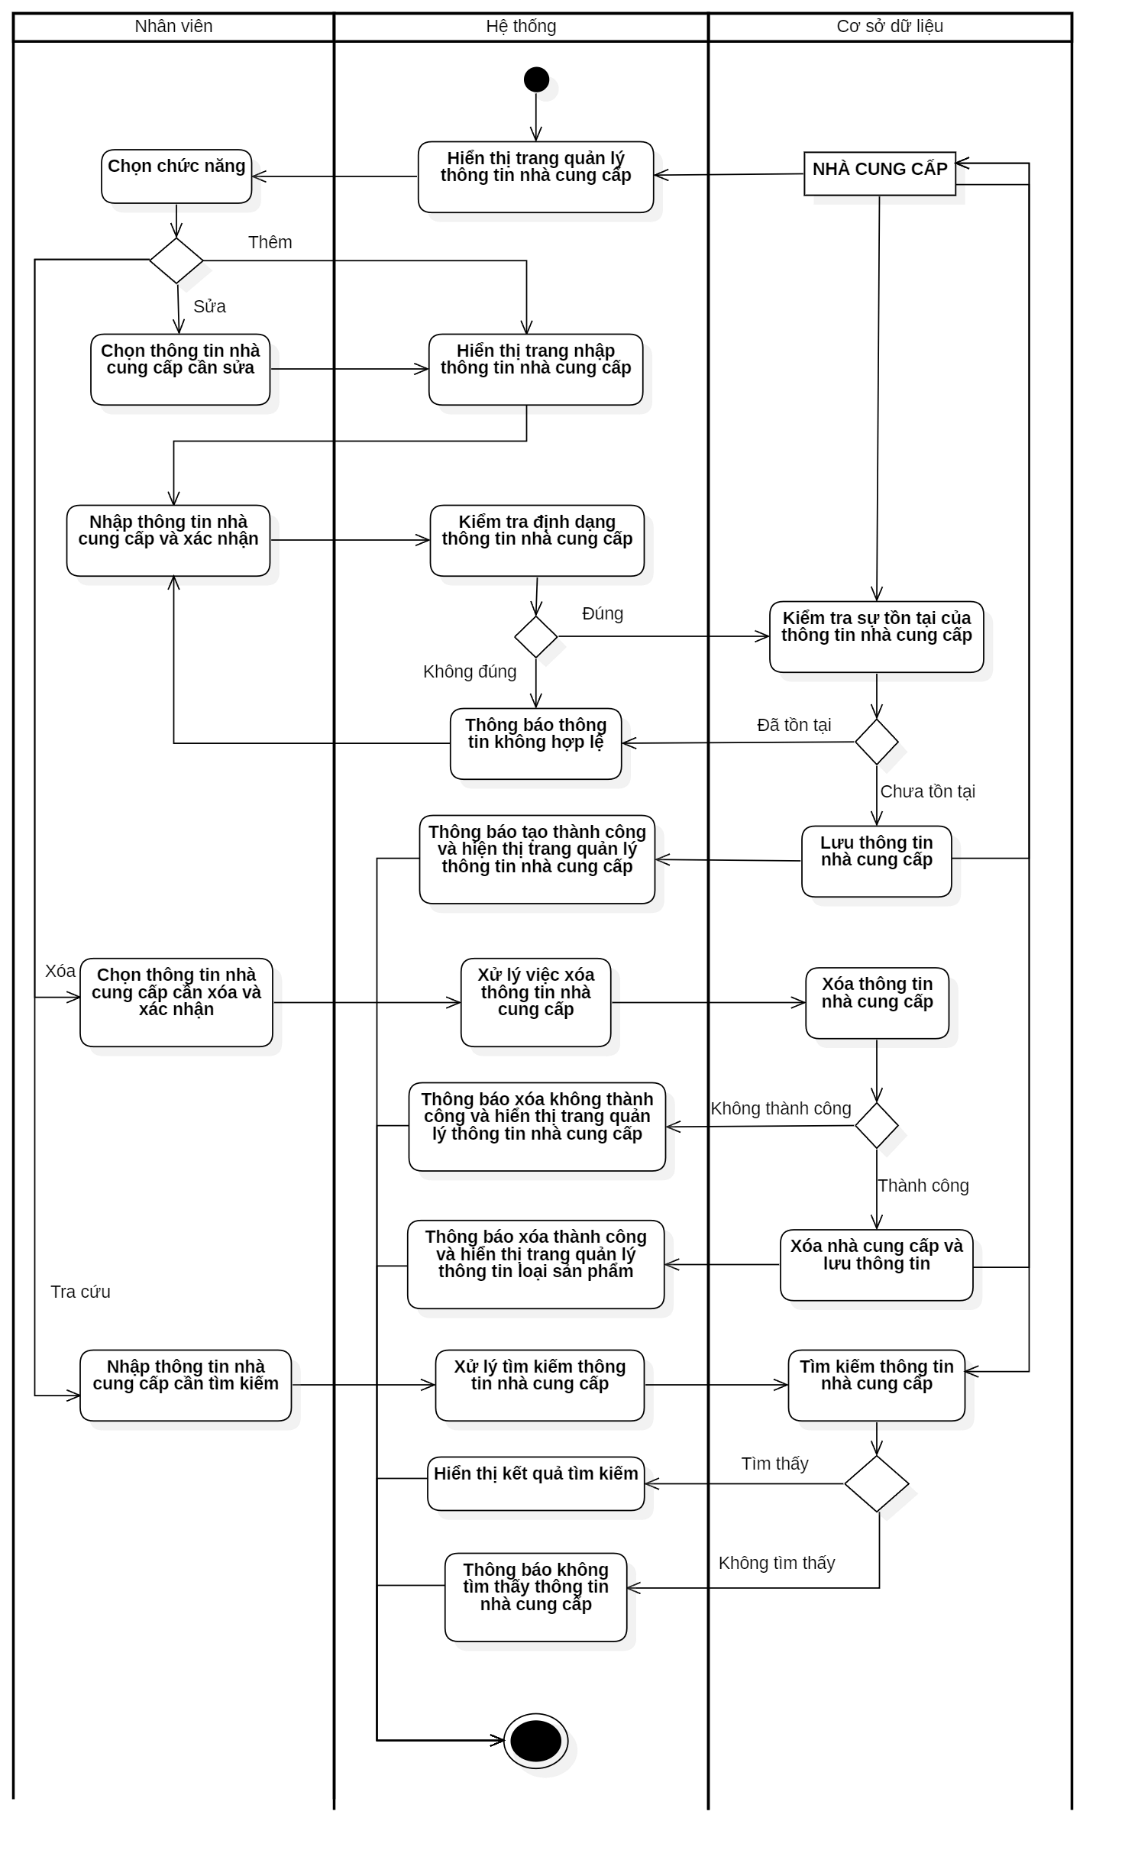 Nhân viên
Hệ thống
Cơ sở dữ liệu
Chọn chức năng
Hiển thị trang quản lý
thông tin nhà cung cấp
NHÀ CUNG CẤP
Thêm
Sửa
Chọn thông tin nhà
cung cấp cần sửa
Hiển thị trang nhập
thông tin nhà cung cấp
Nhập thông tin nhà
cung cấp và xác nhận
Kiểm tra định dạng
thông tin nhà cung cấp
Đúng
Kiểm tra sự tồn tại của
thông tin nhà cung cấp
Không đúng
Thông báo thông
tin không hợp lệ
Đã tồn tại
Chưa tồn tại
Thông báo tạo thành công
và hiện thị trang quản lý
thông tin nhà cung cấp
Lưu thông tin
nhà cung cấp
Xóa
Chọn thông tin nhà
cung cấp cần xóa và
xác nhận
Xử lý việc xóa
thông tin nhà
cung cấp
Xóa thông tin
nhà cung cấp
Thông báo xóa không thành
công và hiển thị trang quản
lý thông tin nhà cung cấp
Không thành công
Thành công
Thông báo xóa thành công
và hiển thị trang quản lý
thông tin loại sản phẩm
Xóa nhà cung cấp và
lưu thông tin
Tra cứu
Nhập thông tin nhà
cung cấp cần tìm kiếm
Xử lý tìm kiếm thông
tin nhà cung cấp
Tìm kiếm thông tin
nhà cung cấp
Hiển thị kết quả tìm kiếm
Tìm thấy
Thông báo không
tìm thấy thông tin
nhà cung cấp
Không tìm thấy